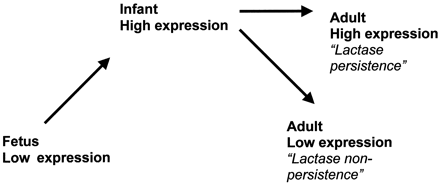 Infant
High expression
Adult
High expression
“Lactase
persistence”
Fetus
Low expression
Adult
Low expression
“Lactase non-
persistence”